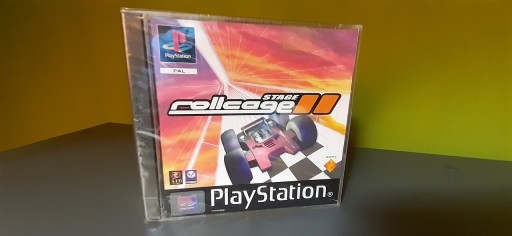 PlayStation
PAL
STAGE
rollcage II
PlayStation®